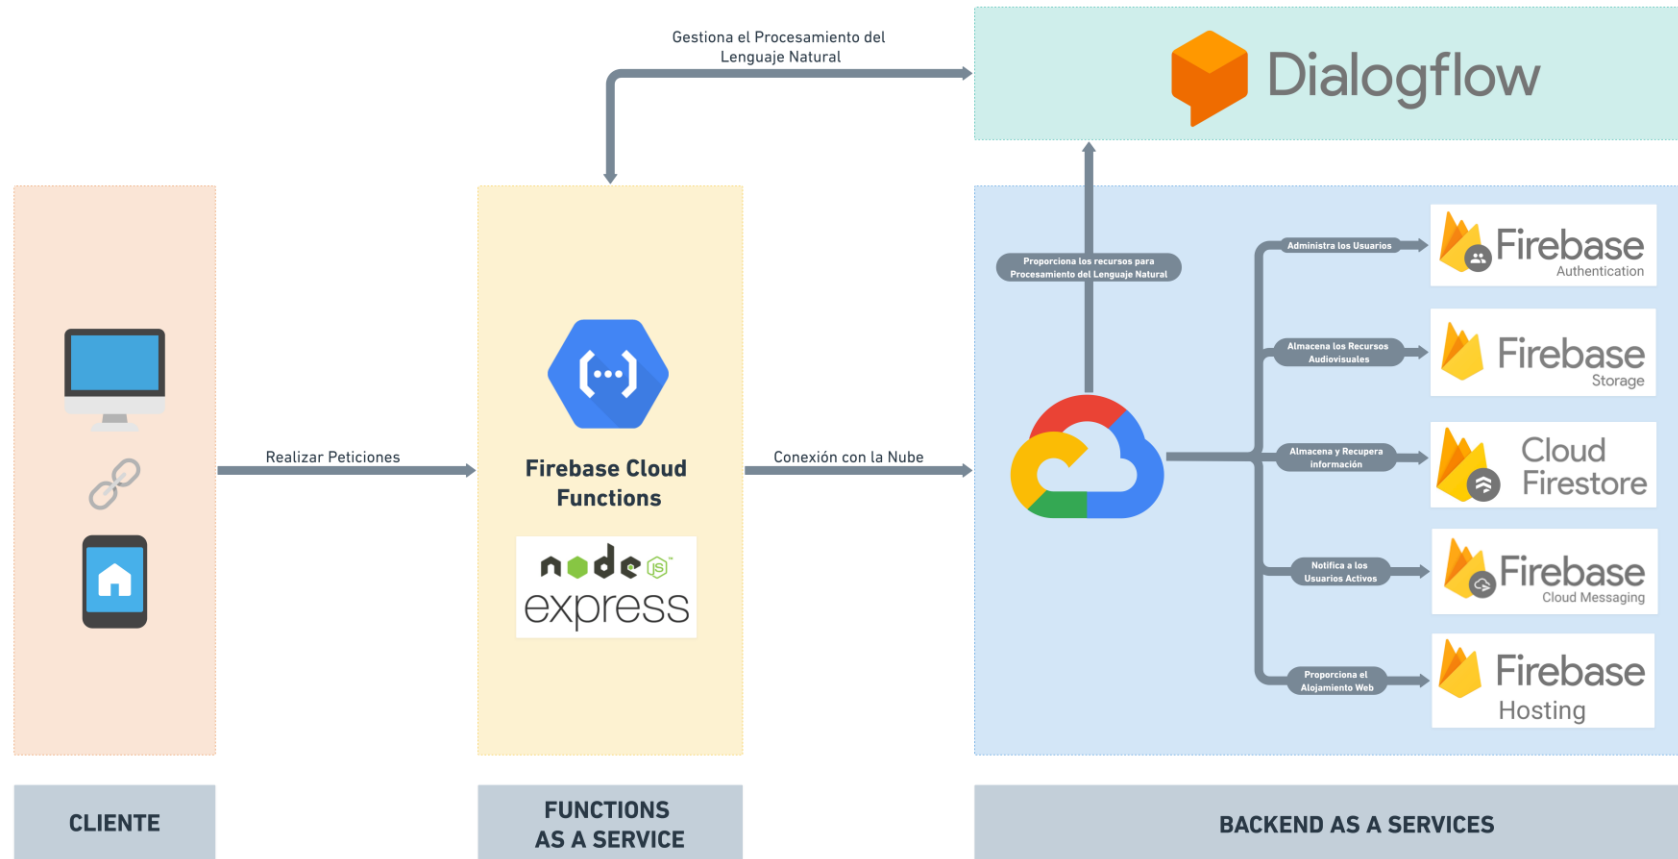 Gestiona el Procesamiento del
Lenguaje Natural
Dialogflow
Realizar Peticiones
Firebase Cloud
Functions
node
JS
express
Conexión con la Nube
Proporciona los recursos para
Procesamiento del Lenguaje Natural
Administra los Usuarios
Firebase
Authentication
Almacena los Recursos
Audiovisuales
Firebase
Storage
Almacena y Recupera
información
Cloud
Firestore
Notifica a los
Usuarios Activos
Firebase
Cloud Messaging
Proporciona el
Alojamiento Web
Firebase
Hosting
CLIENTE
FUNCTIONS
AS A SERVICE
BACKEND AS A SERVICES